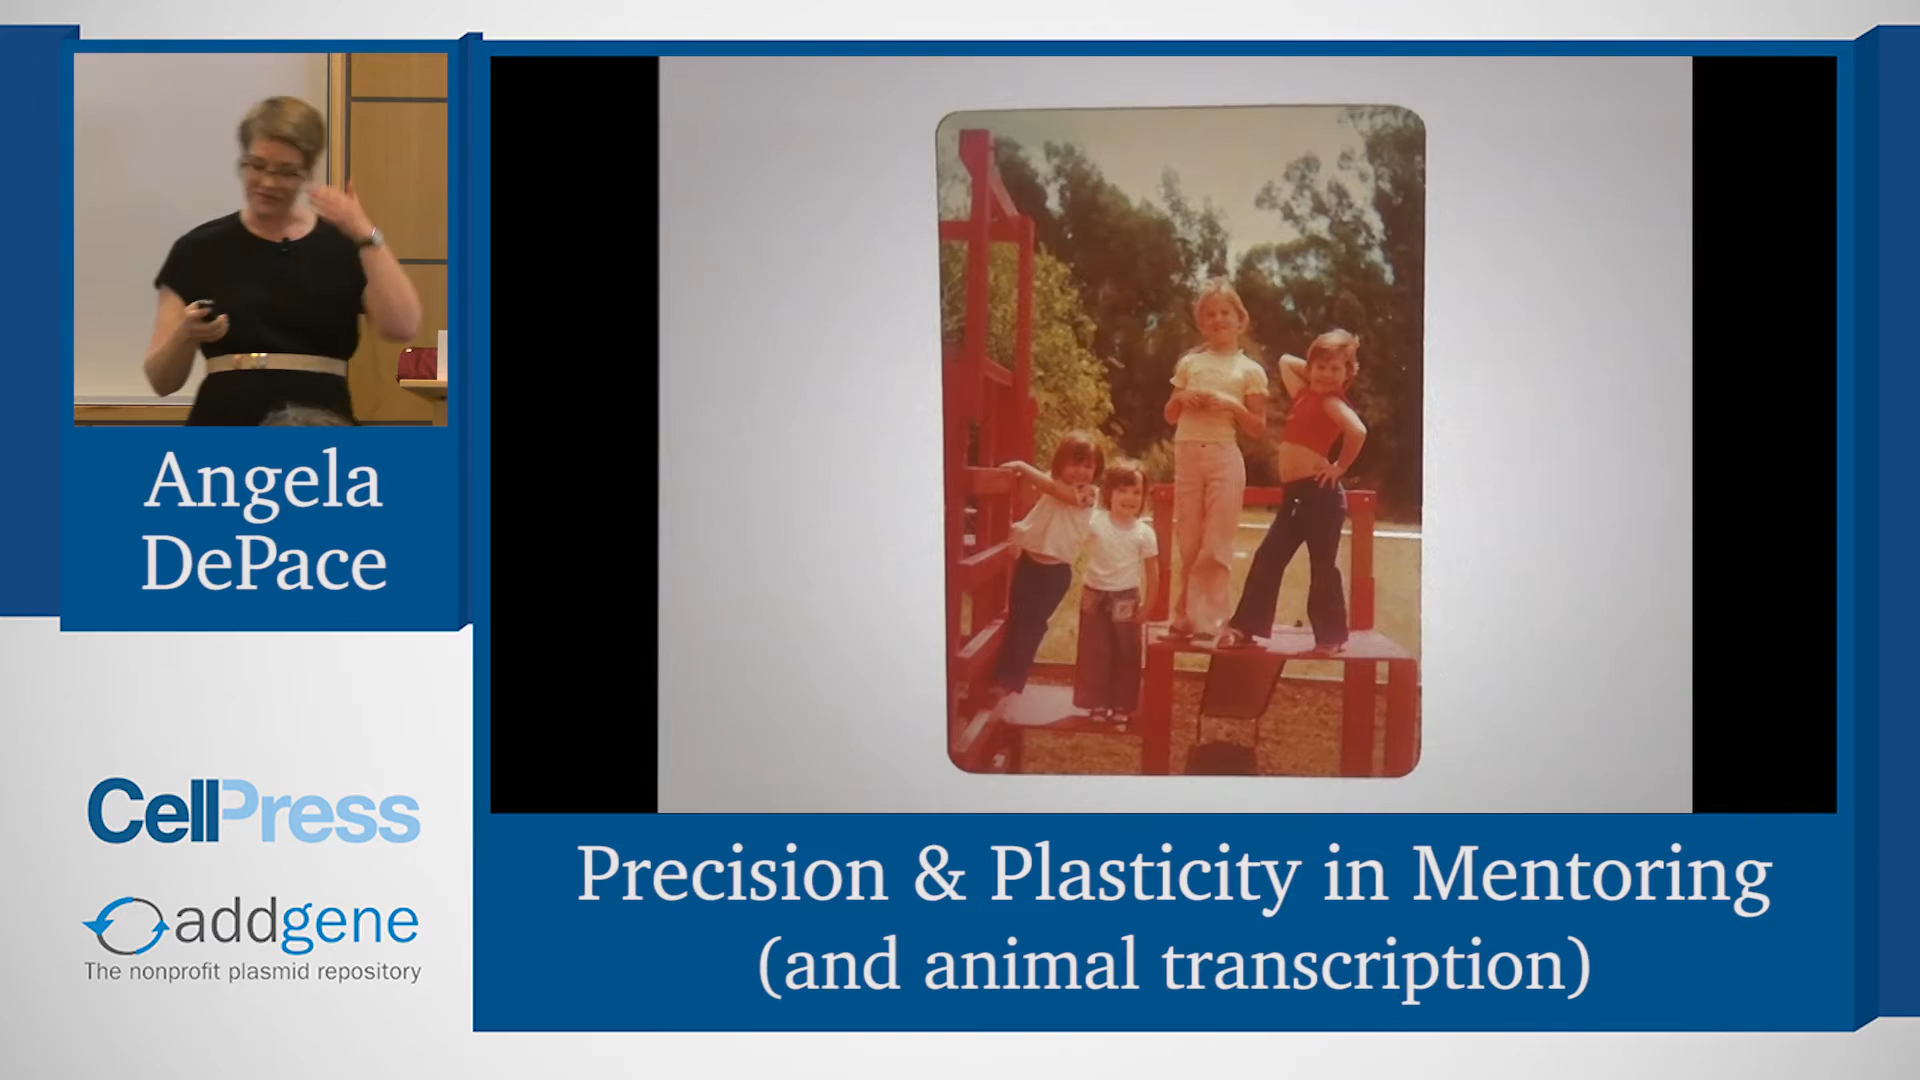 Angela
DePace
CellPress
addgene
The nonprofit plasmid repository
Precision & Plasticity in Mentoring
(and animal transcription)